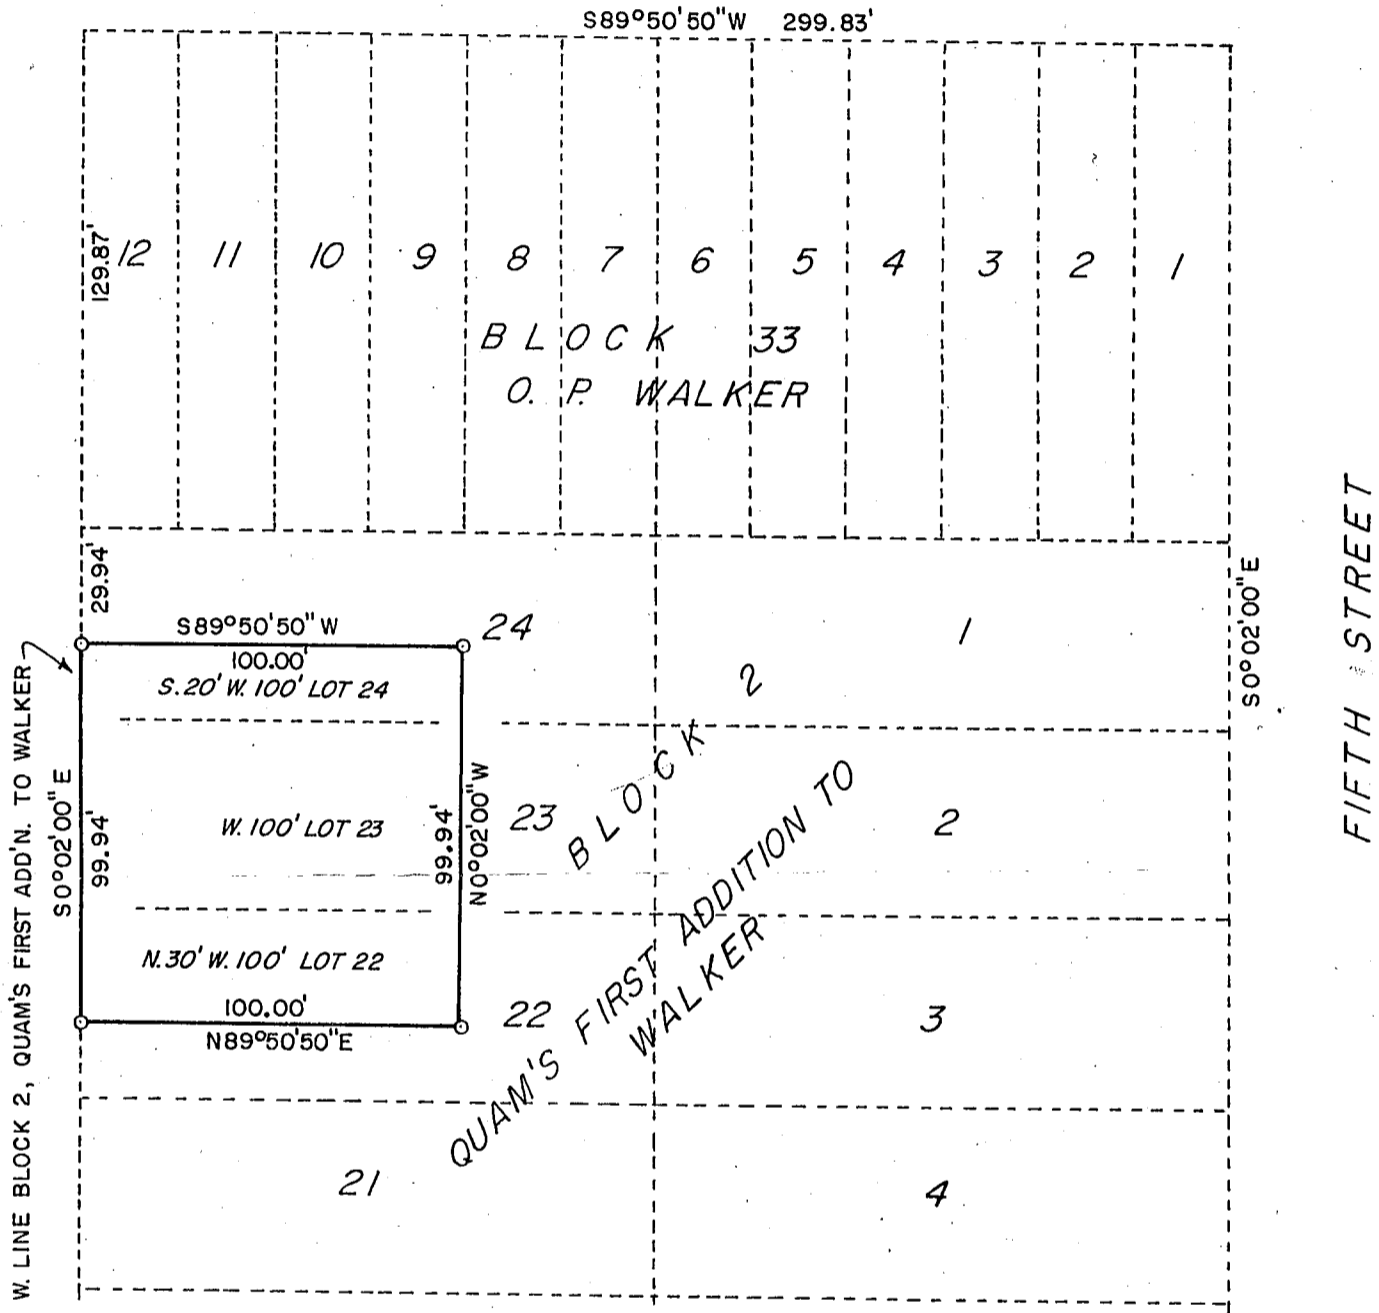 S89°50'50"W 299.83'
129.87'
12 11 10 9 8 7 6 5 4 3 2 1
BLOCK 33
O. P. WALKER
FIFTH STREET
29.94'
S89°50'50" W
100.00'
S.20' W. 100' LOT 24
24
1
S0°02'00"E
W. LINE BLOCK 2, QUAM'S FIRST ADD'N. TO WALKER
S0°02'00"E
99.94'
W. 100' LOT 23
99.94'
N0°02'00"W
23
BLOCK 2
2
QUAM'S FIRST ADDITION TO
WALKER
N.30' W.100' LOT 22
100.00'
N89°50'50"E
22
3
21
4